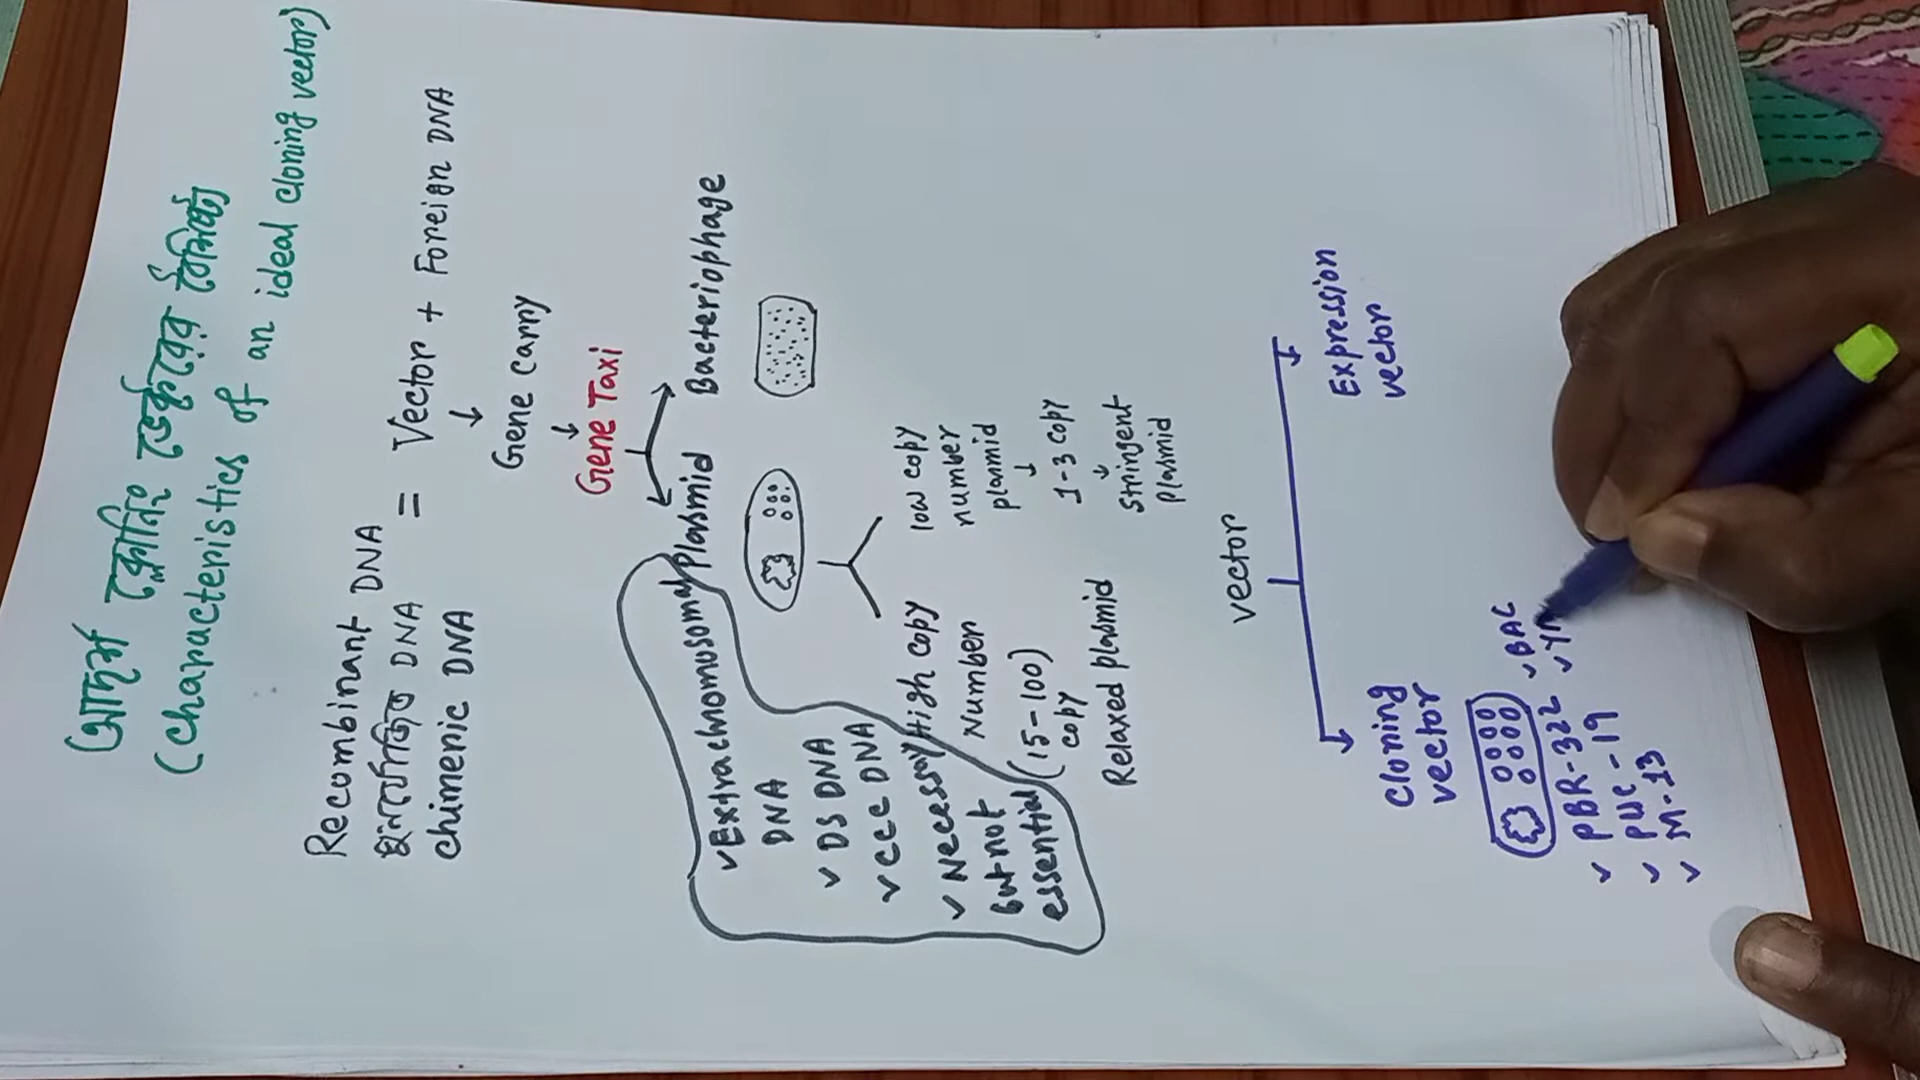 আদর্শ ক্লোনিং ভেক্টরের বৈশিষ্ট্য
(characteristics of an ideal cloning vector)
Recombinant DNA
DNA
chimeric DNA
= Vector + Foreign DNA
↓
Gene carry
↓
Gene Taxi
Plasmid
Bacteriophage
✓ Extrachromosomal
DNA
✓ DS DNA
✓ CCC DNA
✓ Necessary
but not
essential
High copy
Number
(15-100)
copy
Relaxed plasmid
low copy
number
plasmid
↓
1-3 copy
↓
stringent
plasmid
vector
cloning
vector
✓ PBR-322
✓ PUC-19
✓ M-13
✓ BAC
Expression
vector